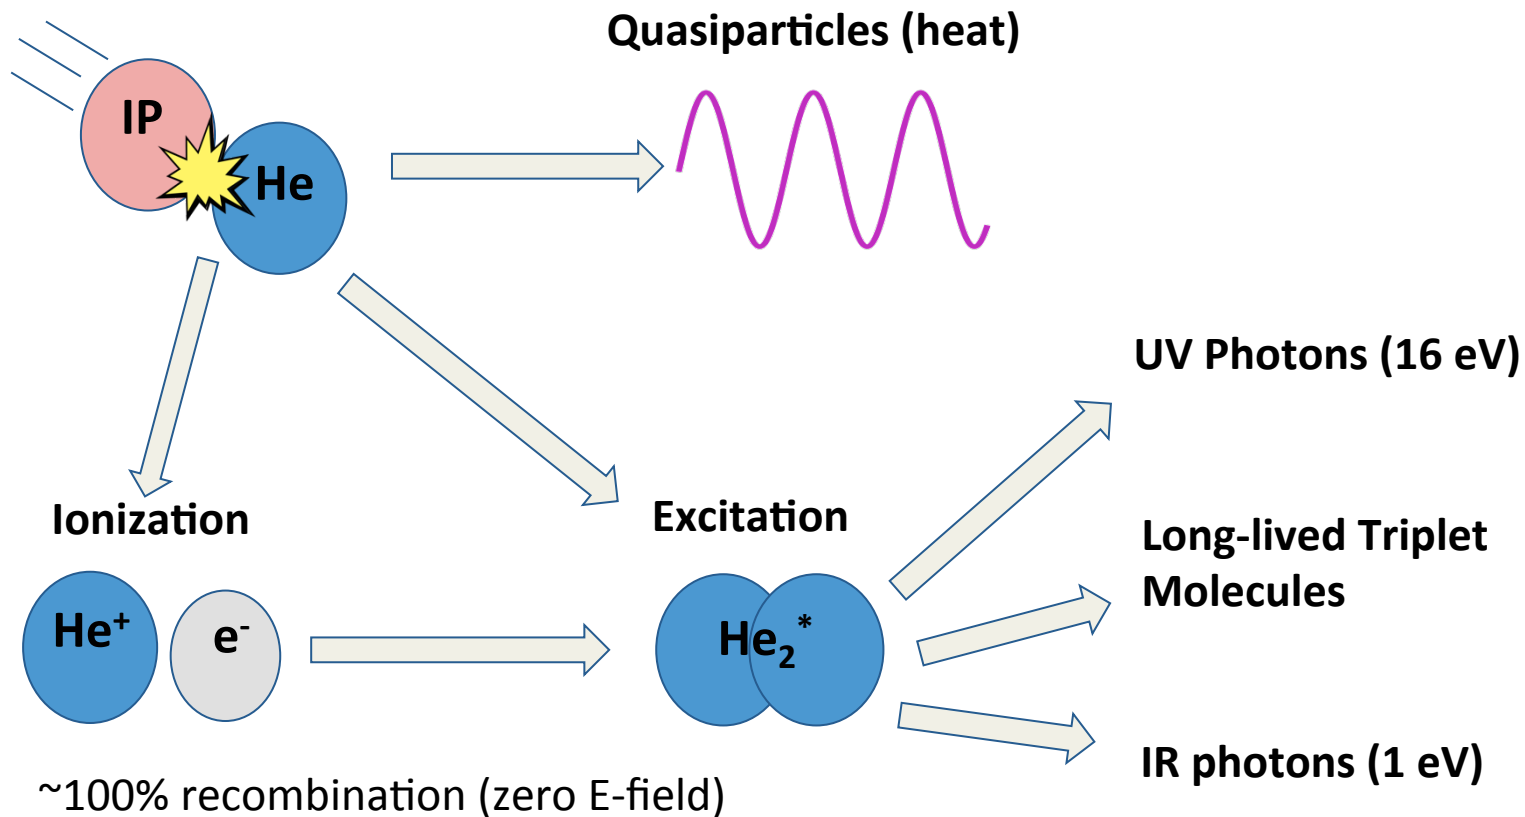 Quasiparticles (heat)
IP
He
UV Photons (16 eV)
Ionization
Excitation
Long-lived Triplet
Molecules
He⁺
e⁻
He₂*
IR photons (1 eV)
~100% recombination (zero E-field)